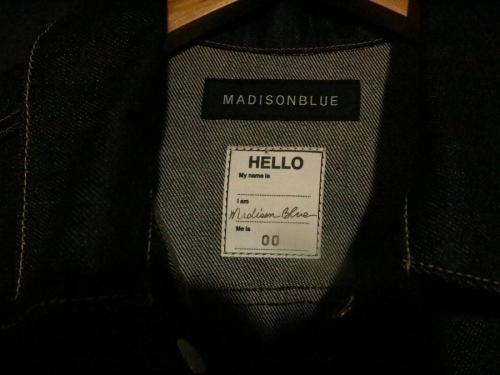 MADISONBLUE
HELLO
My name is
I am
Madison Blue
Me is
00